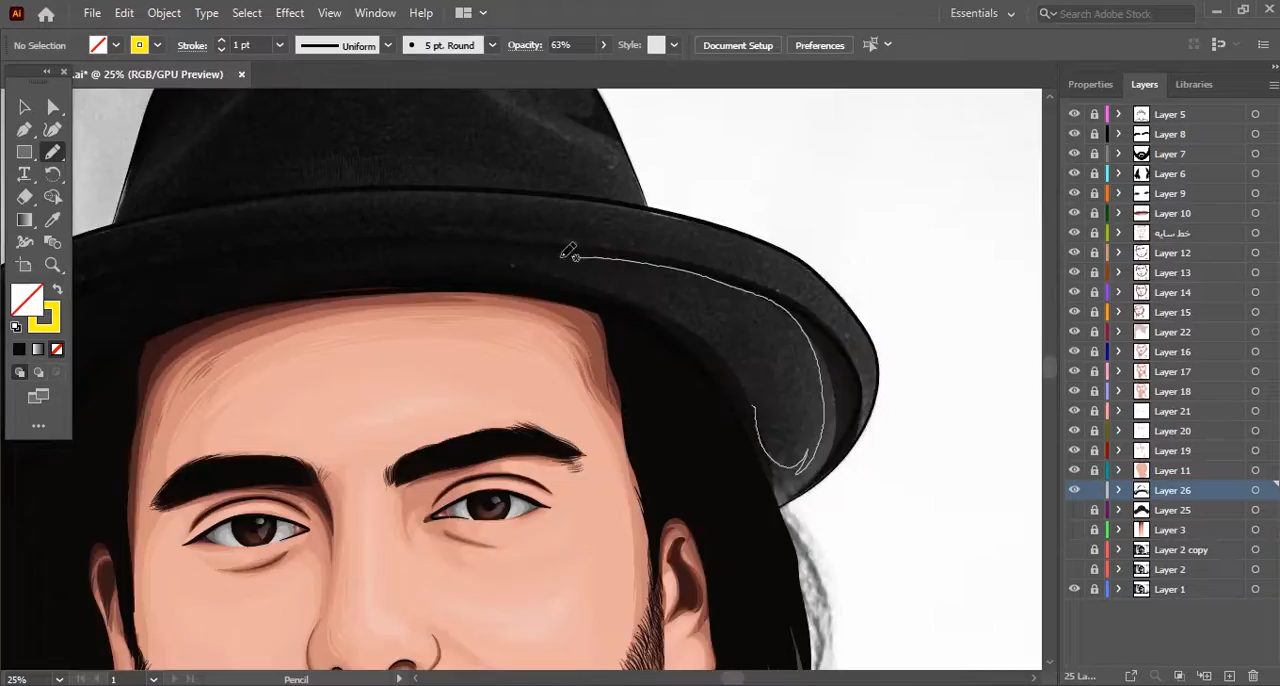 Ai File Edit Object Type Select Effect View Window Help Essentials Search Adobe Stock
No Selection Stroke: 1 pt Uniform 5 pt. Round Opacity: 63% Style: Document Setup Preferences
.ai* @ 25% (RGB/GPU Preview)
Properties Layers Libraries
Layer 5
Layer 8
Layer 7
Layer 6
Layer 9
Layer 10
خط سایه
Layer 12
Layer 13
Layer 14
Layer 15
Layer 22
Layer 16
Layer 17
Layer 18
Layer 21
Layer 20
Layer 19
Layer 11
Layer 26
Layer 25
Layer 3
Layer 2 copy
Layer 2
Layer 1
25% 1 Pencil 25 La...